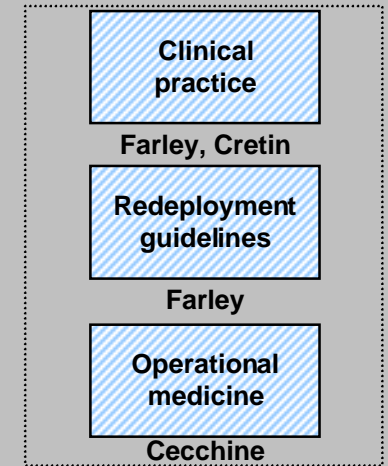 Clinical
practice
Farley, Cretin
Redeployment
guidelines
Farley
Operational
medicine
Cecchine